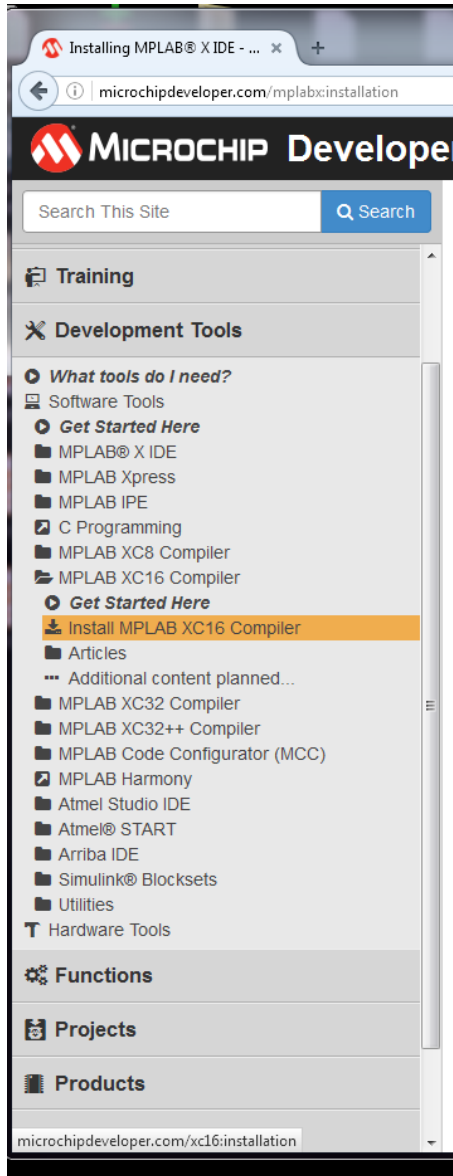 Installing MPLAB® X IDE - ...
microchipdeveloper.com/mplabx:installation
MICROCHIP Develope
Search This Site
Search
Training
Development Tools
What tools do I need?
Software Tools
Get Started Here
MPLAB® X IDE
MPLAB Xpress
MPLAB IPE
C Programming
MPLAB XC8 Compiler
MPLAB XC16 Compiler
Get Started Here
Install MPLAB XC16 Compiler
Articles
Additional content planned...
MPLAB XC32 Compiler
MPLAB XC32++ Compiler
MPLAB Code Configurator (MCC)
MPLAB Harmony
Atmel Studio IDE
Atmel® START
Arriba IDE
Simulink® Blocksets
Utilities
Hardware Tools
Functions
Projects
Products
microchipdeveloper.com/xc16:installation